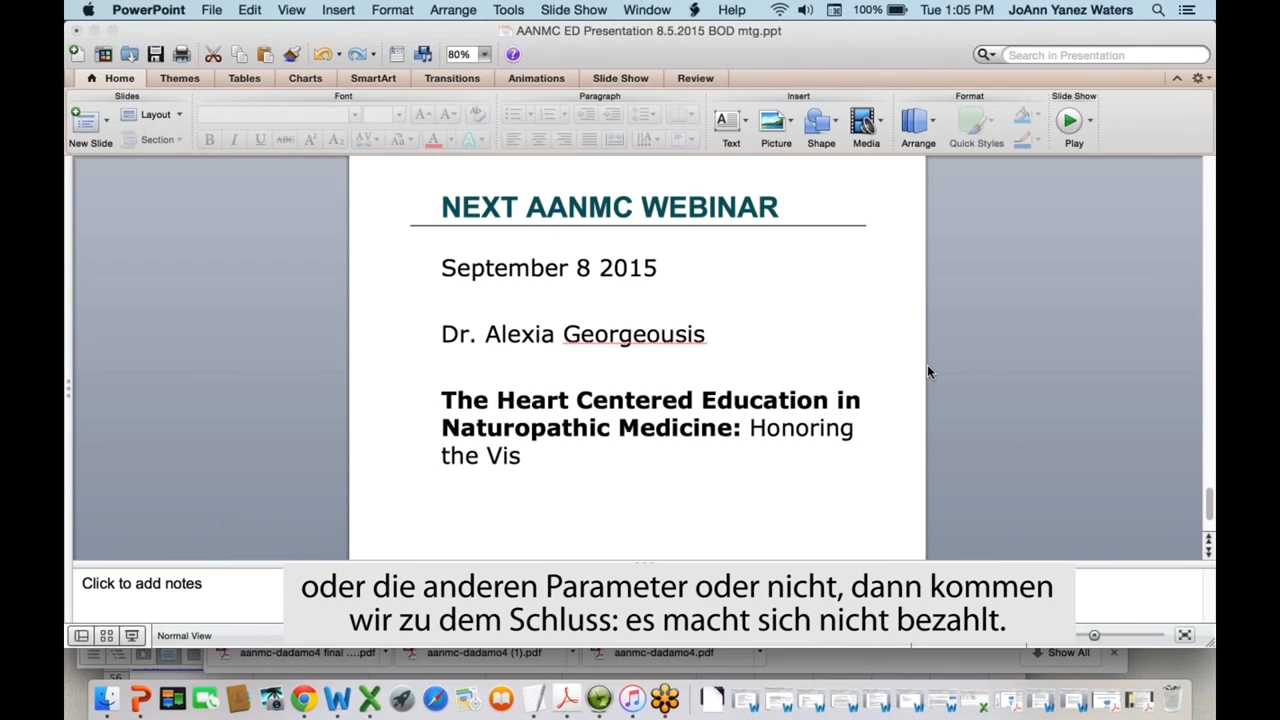 PowerPoint File Edit View Insert Format Arrange Tools Slide Show Window Help 100% Tue 1:05 PM JoAnn Yanez Waters
AANMC ED Presentation 8.5.2015 BOD mtg.ppt
80% Search in Presentation
Home Themes Tables Charts SmartArt Transitions Animations Slide Show Review
Slides Font Paragraph Insert Format Slide Show
Layout
Section
New Slide Text Picture Shape Media Arrange Quick Styles Play
NEXT AANMC WEBINAR
September 8 2015
Dr. Alexia Georgeousis
The Heart Centered Education in
Naturopathic Medicine: Honoring
the Vis
Click to add notes
oder die anderen Parameter oder nicht, dann kommen
wir zu dem Schluss: es macht sich nicht bezahlt.
Normal View
aanmc-dadamo4 final ....pdf aanmc-dadamo4 (1).pdf aanmc-dadamo4.pdf Show All